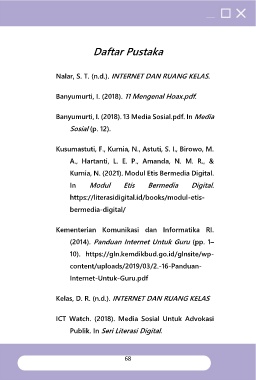 Daftar Pustaka
Nalar, S. T. (n.d.). INTERNET DAN RUANG KELAS.
Banyumurti, I. (2018). 11 Mengenal Hoax.pdf.
Banyumurti, I. (2018). 13 Media Sosial.pdf. In Media
Sosial (p. 12).
Kusumastuti, F., Kurnia, N., Astuti, S. I., Birowo, M.
A., Hartanti, L. E. P., Amanda, N. M. R., &
Kurnia, N. (2021). Modul Etis Bermedia Digital.
In Modul Etis Bermedia Digital.
https://literasidigital.id/books/modul-etis-
bermedia-digital/
Kementerian Komunikasi dan Informatika RI.
(2014). Panduan Internet Untuk Guru (pp. 1–
10). https://gln.kemdikbud.go.id/glnsite/wp-
content/uploads/2019/03/2.-16-Panduan-
Internet-Untuk-Guru.pdf
Kelas, D. R. (n.d.). INTERNET DAN RUANG KELAS
ICT Watch. (2018). Media Sosial Untuk Advokasi
Publik. In Seri Literasi Digital.
68